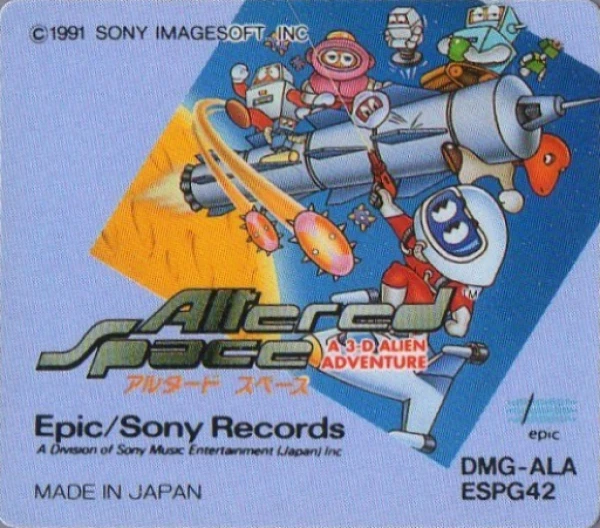 ©1991 SONY IMAGESOFT, INC
Altered
Space
A 3-D ALIEN
ADVENTURE
TM
アルタード スペース
Epic/Sony Records
A Division of Sony Music Entertainment (Japan) Inc
epic
MADE IN JAPAN
DMG-ALA
ESPG42